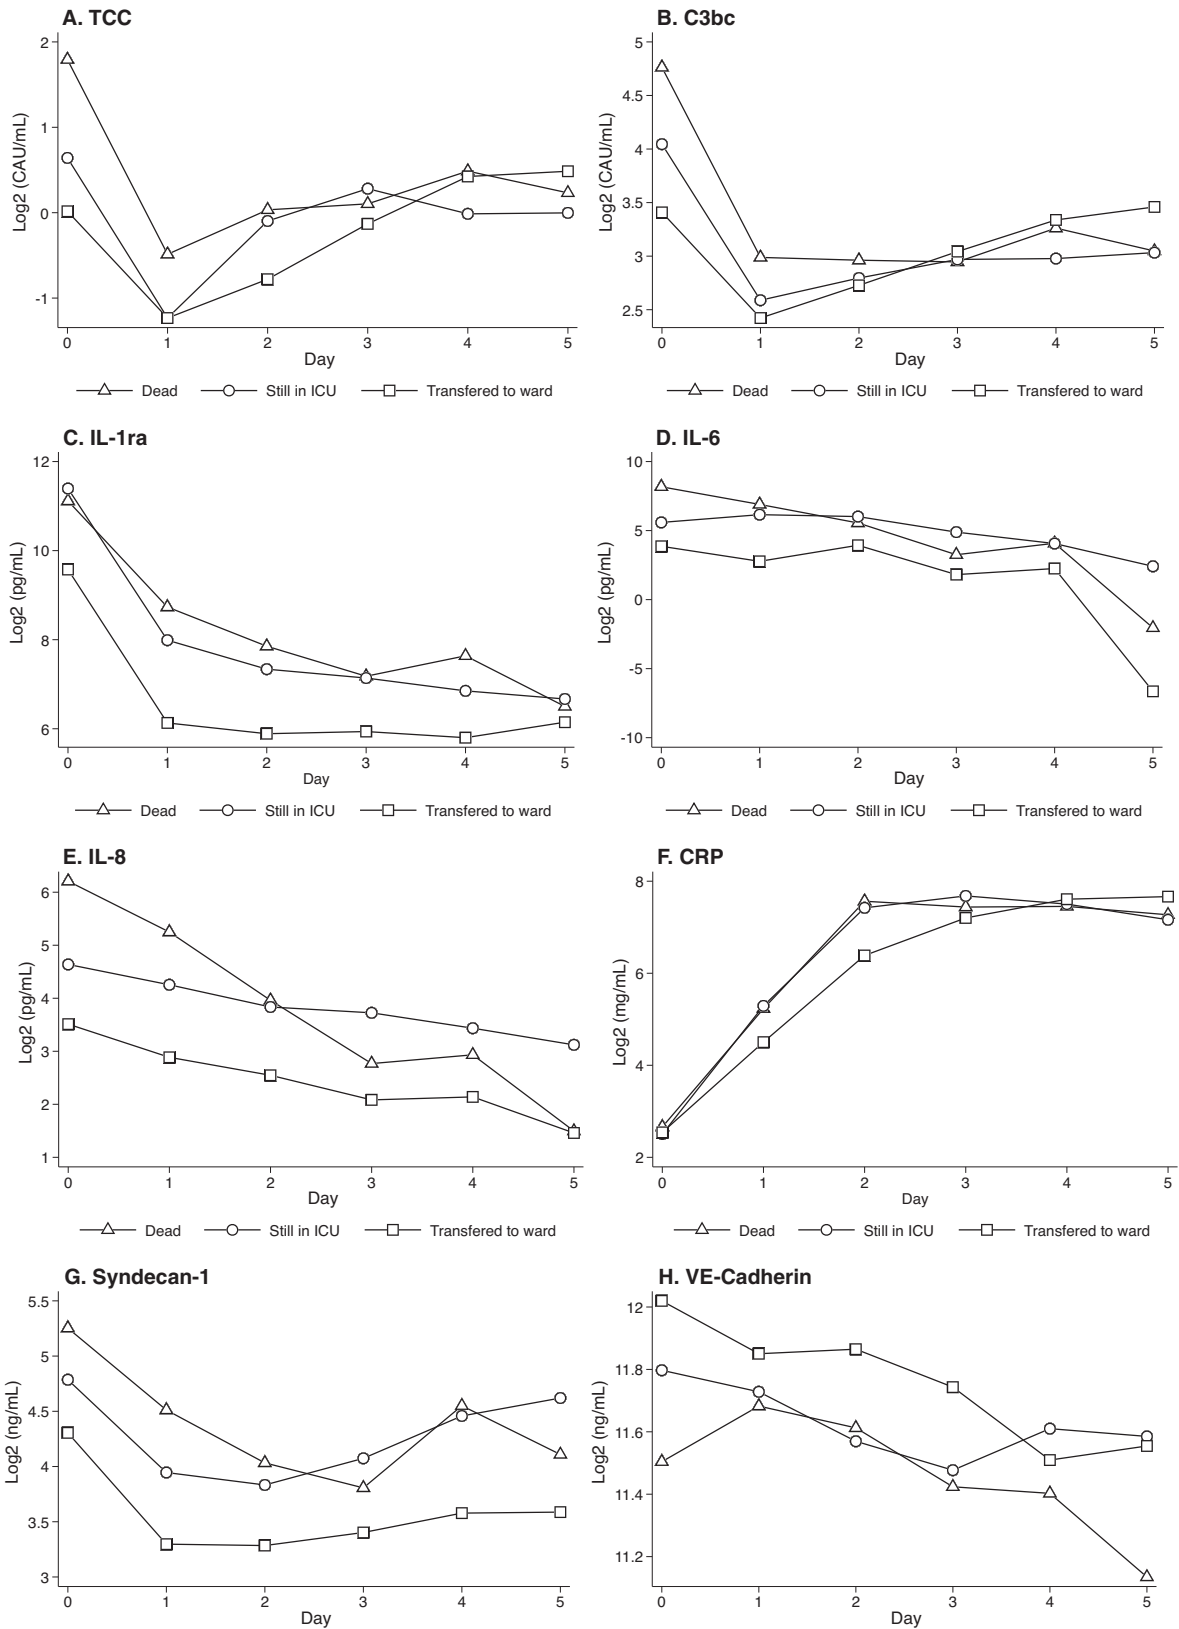 A. TCC
2
1
0
-1
Log2 (CAU/mL)
0 1 2 3 4 5
Day
Dead Still in ICU Transfered to ward
B. C3bc
5
4.5
4
3.5
3
2.5
Log2 (CAU/mL)
0 1 2 3 4 5
Day
Dead Still in ICU Transfered to ward
C. IL-1ra
12
10
8
6
Log2 (pg/mL)
0 1 2 3 4 5
Day
Dead Still in ICU Transfered to ward
D. IL-6
10
5
0
-5
-10
Log2 (pg/mL)
0 1 2 3 4 5
Day
Dead Still in ICU Transfered to ward
E. IL-8
6
5
4
3
2
1
Log2 (pg/mL)
0 1 2 3 4 5
Day
Dead Still in ICU Transfered to ward
F. CRP
8
6
4
2
Log2 (mg/mL)
0 1 2 3 4 5
Day
Dead Still in ICU Transfered to ward
G. Syndecan-1
5.5
5
4.5
4
3.5
3
Log2 (ng/mL)
0 1 2 3 4 5
Day
H. VE-Cadherin
12
11.8
11.6
11.4
11.2
Log2 (ng/mL)
0 1 2 3 4 5
Day